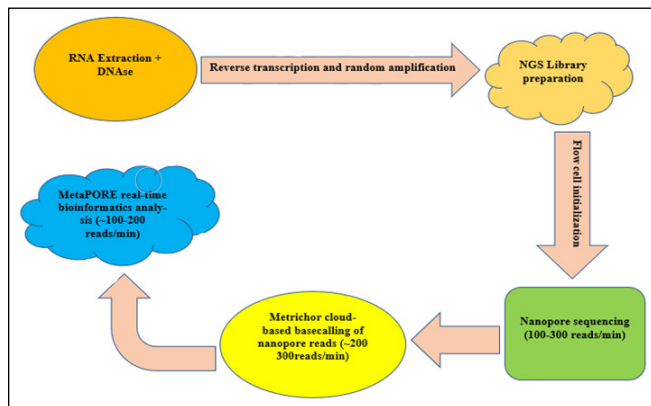 RNA Extraction +
DNAse
Reverse transcription and random amplification
NGS Library
preparation
Flow cell initialization
Nanopore sequencing
(100-300 reads/min)
Metrichor cloud-
based basecalling of
nanopore reads (~200
300reads/min)
MetaPORE real-time
bioinformatics analy-
sis (~100-200
reads/min)